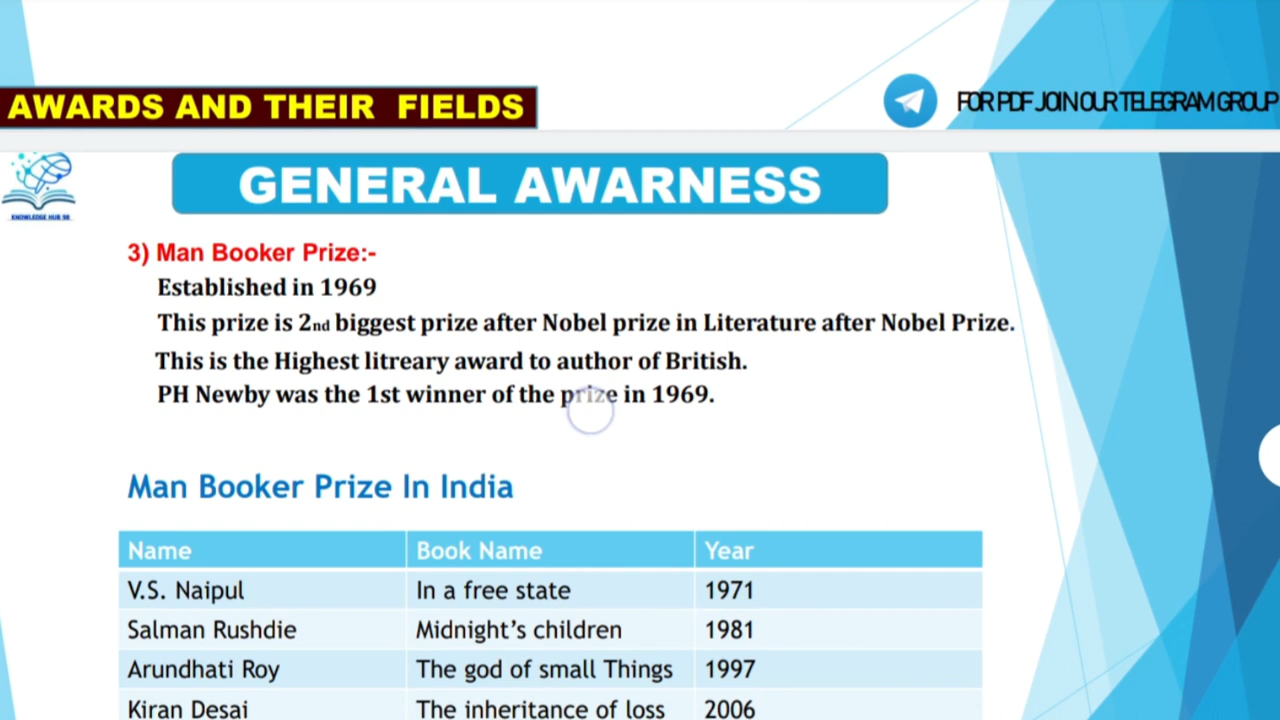 AWARDS AND THEIR FIELDS
FOR PDF JOIN OUR TELEGRAM GROUP
KNOWLEDGE HUB 98
GENERAL AWARNESS
3) Man Booker Prize:-
Established in 1969
This prize is 2nd biggest prize after Nobel prize in Literature after Nobel Prize.
This is the Highest litreary award to author of British.
PH Newby was the 1st winner of the prize in 1969.
Man Booker Prize In India
Name Book Name Year
V.S. Naipul In a free state 1971
Salman Rushdie Midnight's children 1981
Arundhati Roy The god of small Things 1997
Kiran Desai The inheritance of loss 2006